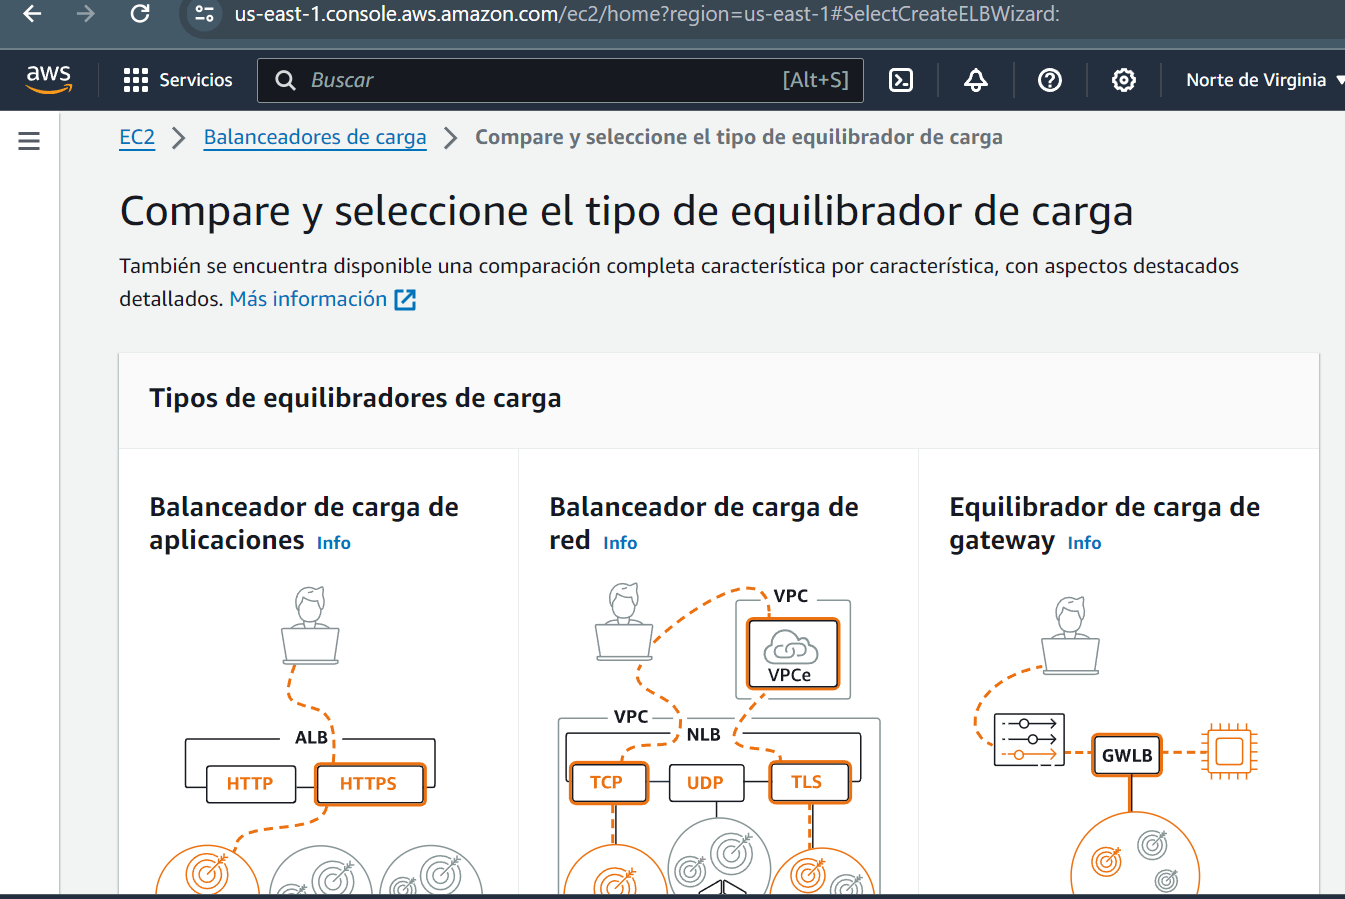 us-east-1.console.aws.amazon.com/ec2/home?region=us-east-1#SelectCreateELBWizard:
aws
Servicios
Buscar
[Alt+S]
Norte de Virginia
EC2
Balanceadores de carga
Compare y seleccione el tipo de equilibrador de carga
Compare y seleccione el tipo de equilibrador de carga
También se encuentra disponible una comparación completa característica por característica, con aspectos destacados
detallados. Más información
Tipos de equilibradores de carga
Balanceador de carga de
aplicaciones Info
ALB
HTTP
HTTPS
Balanceador de carga de
red Info
VPC
VPCe
VPC
NLB
TCP
UDP
TLS
Equilibrador de carga de
gateway Info
GWLB